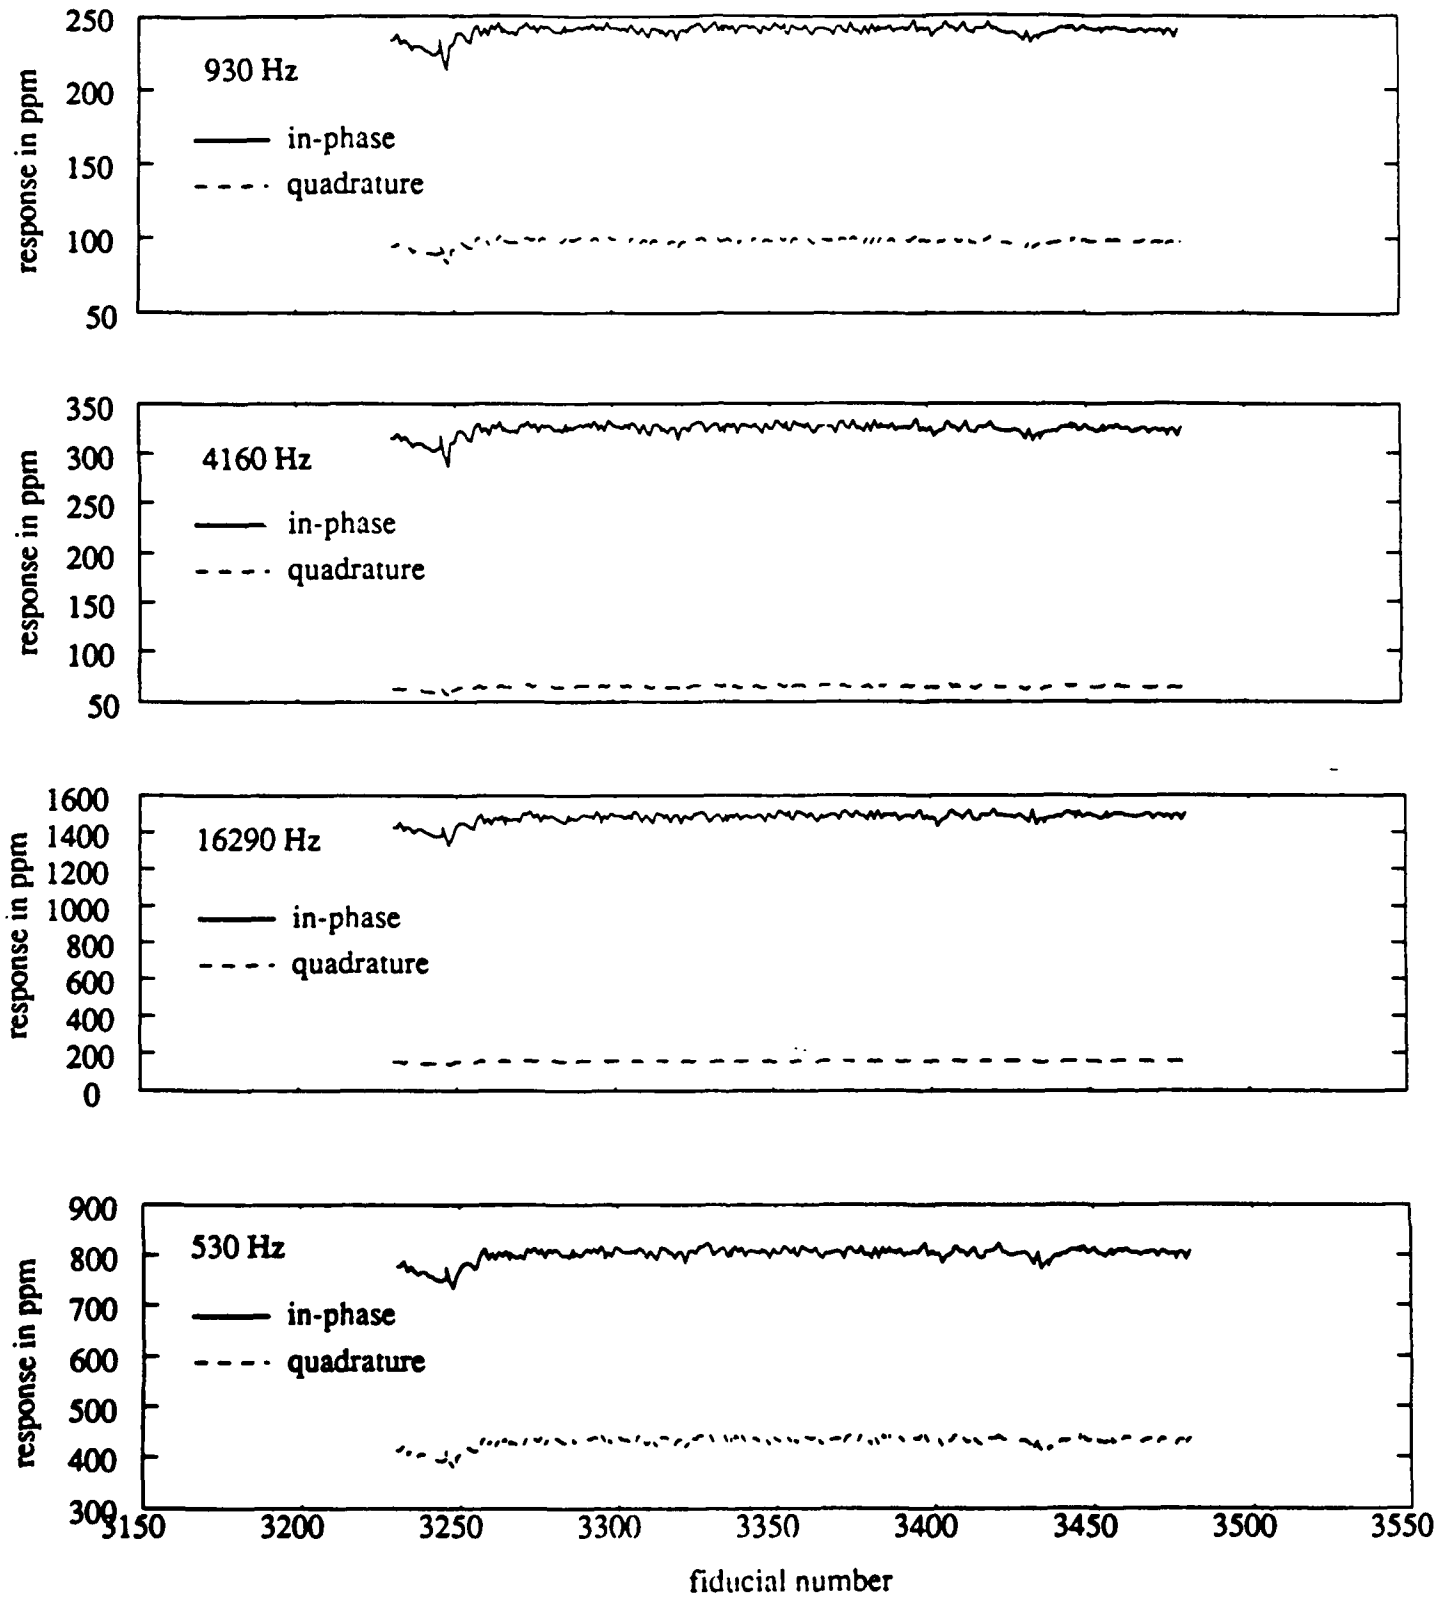 250
200
150
100
50
response in ppm
930 Hz
in-phase
quadrature
350
300
250
200
150
100
50
response in ppm
4160 Hz
in-phase
quadrature
1600
1400
1200
1000
800
600
400
200
0
response in ppm
16290 Hz
in-phase
quadrature
900
800
700
600
500
400
300
response in ppm
530 Hz
in-phase
quadrature
3150 3200 3250 3300 3350 3400 3450 3500 3550
fiducial number